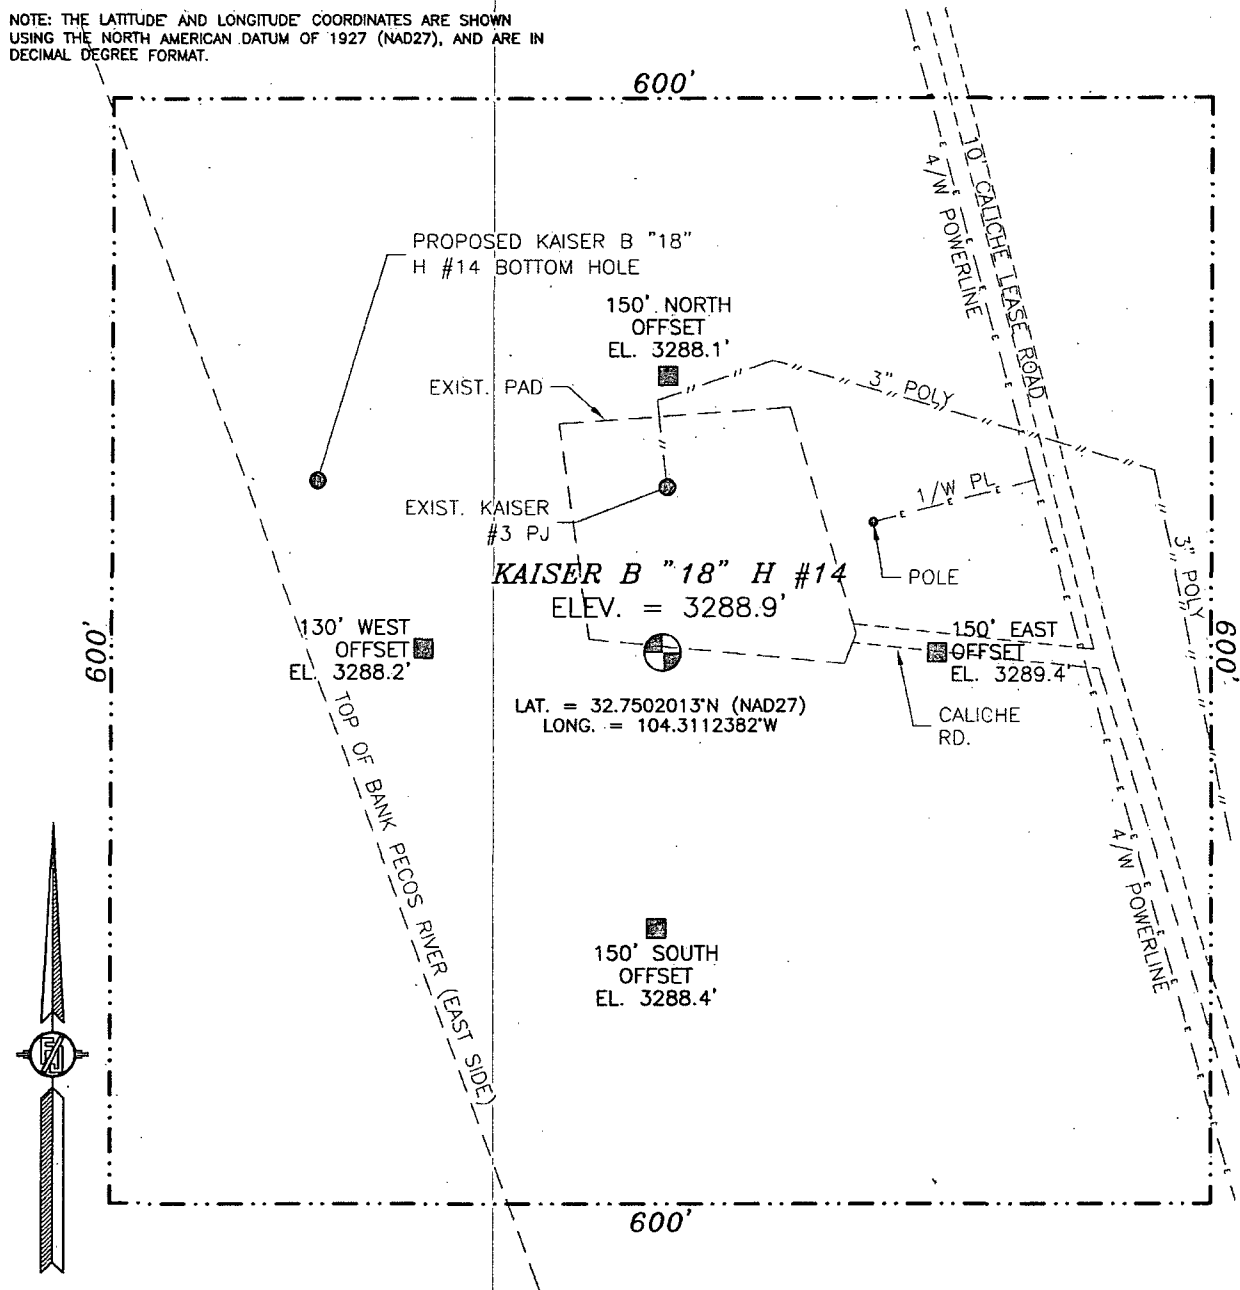 NOTE: THE LATITUDE AND LONGITUDE COORDINATES ARE SHOWN
USING THE NORTH AMERICAN DATUM OF 1927 (NAD27), AND ARE IN
DECIMAL DEGREE FORMAT.
600'
10' CALICHE LEASE ROAD
4/W POWERLINE
PROPOSED KAISER B "18"
H #14 BOTTOM HOLE
150' NORTH
OFFSET
EL. 3288.1'
EXIST. PAD
3" POLY
EXIST. KAISER
#3 PJ
1/W PL
POLE
3" POLY
KAISER B "18" H #14
ELEV. = 3288.9'
600'
130' WEST
OFFSET
EL. 3288.2'
150' EAST
OFFSET
EL. 3289.4'
600'
LAT. = 32.7502013°N (NAD27)
LONG. = 104.3112382°W
CALICHE
RD.
TOP OF BANK PECOS RIVER (EAST SIDE)
4/W POWERLINE
150' SOUTH
OFFSET
EL. 3288.4'
600'